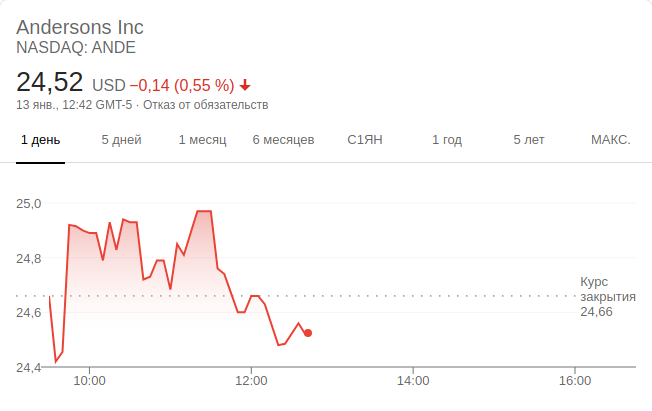 Andersons Inc
NASDAQ: ANDE
24,52 USD −0,14 (0,55 %)
13 янв., 12:42 GMT-5 · Отказ от обязательств
1 день 5 дней 1 месяц 6 месяцев С1ЯН 1 год 5 лет МАКС.
25,0
24,8
Курс
закрытия
24,66
24,6
24,4
10:00 12:00 14:00 16:00